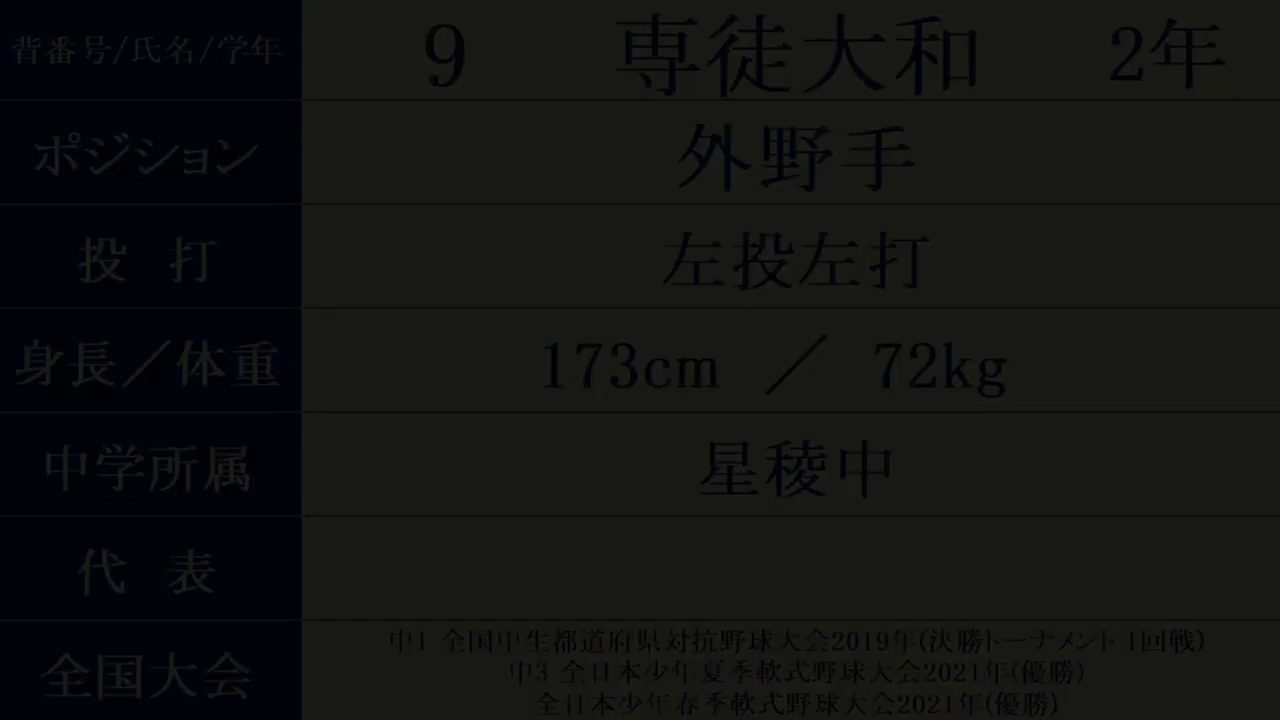 背番号/氏名/学年 9 専徒大和 2年
ポジション 外野手
投 打 左投左打
身長／体重 173cm ／ 72kg
中学所属 星稜中
代 表
全国大会 中1 全国中生都道府県対抗野球大会2019年(決勝トーナメント 1回戦)
中3 全日本少年夏季軟式野球大会2021年(優勝)
全日本少年春季軟式野球大会2021年(優勝)